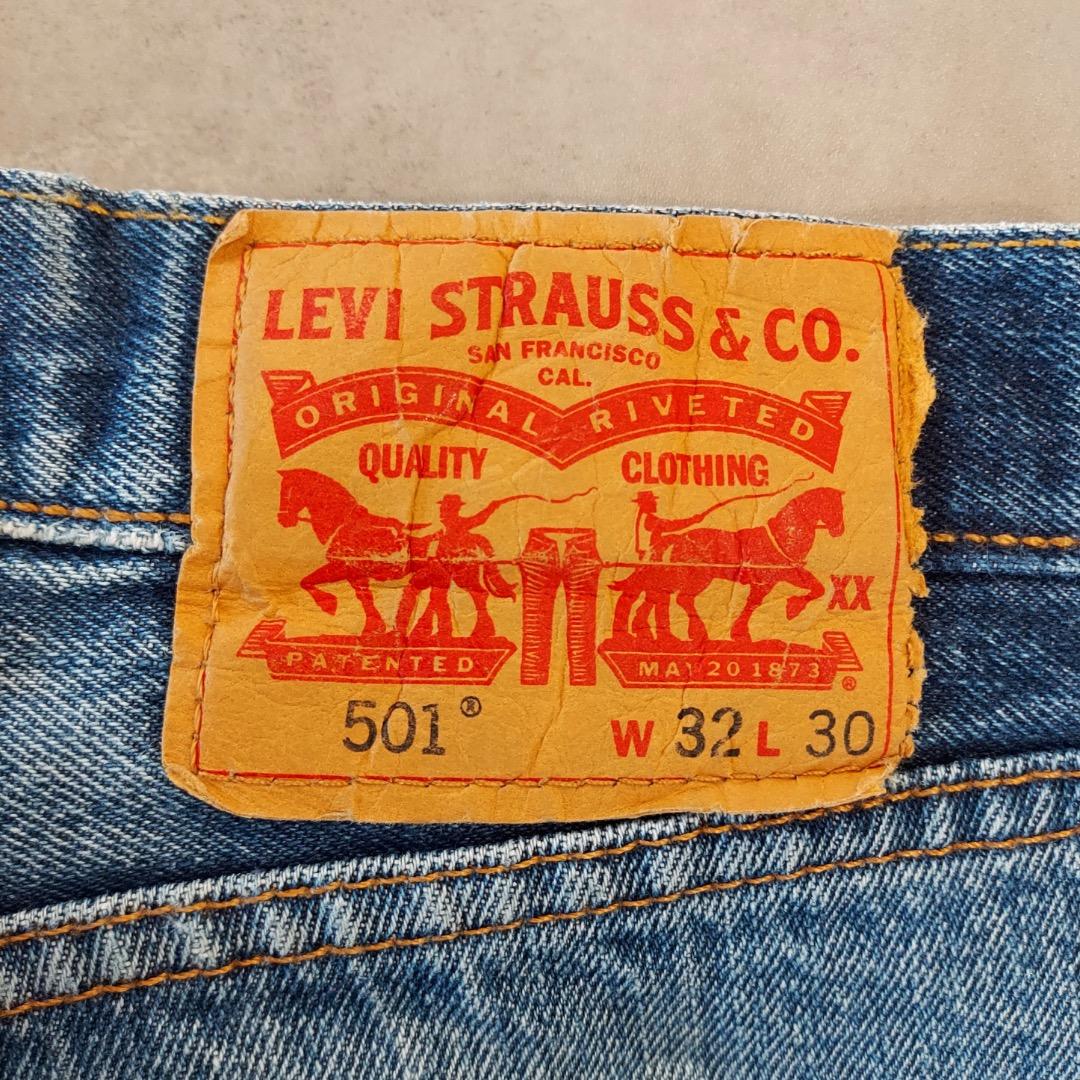 LEVI STRAUSS & CO.
SAN FRANCISCO
CAL.
ORIGINAL RIVETED
QUALITY CLOTHING
XX
PATENTED MAY 20 1873 ®
501® W 32 L 30